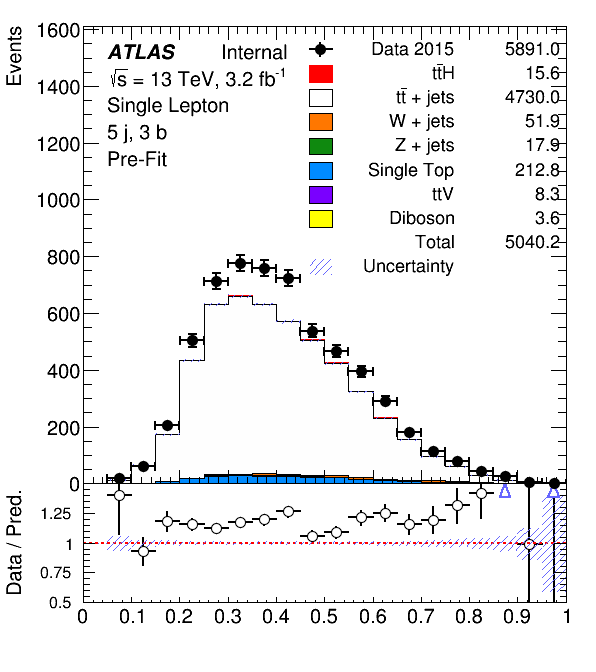 Events
1600
1400
1200
1000
800
600
400
200
0
ATLAS Internal
√s = 13 TeV, 3.2 fb⁻¹
Single Lepton
5 j, 3 b
Pre-Fit
Data 2015 5891.0
tt̄H 15.6
tt̄ + jets 4730.0
W + jets 51.9
Z + jets 17.9
Single Top 212.8
ttV 8.3
Diboson 3.6
Total 5040.2
Uncertainty
Data / Pred.
1.25
1
0.75
0.5
0 0.1 0.2 0.3 0.4 0.5 0.6 0.7 0.8 0.9 1